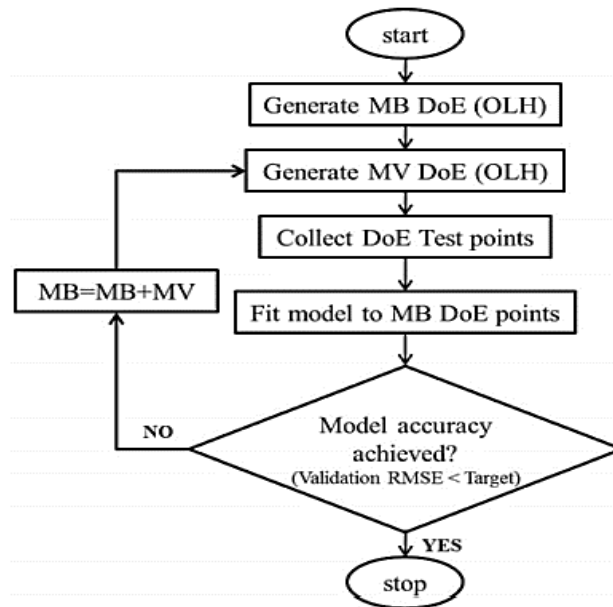 start
Generate MB DoE (OLH)
Generate MV DoE (OLH)
Collect DoE Test points
MB=MB+MV
Fit model to MB DoE points
NO
Model accuracy
achieved?
(Validation RMSE < Target)
YES
stop